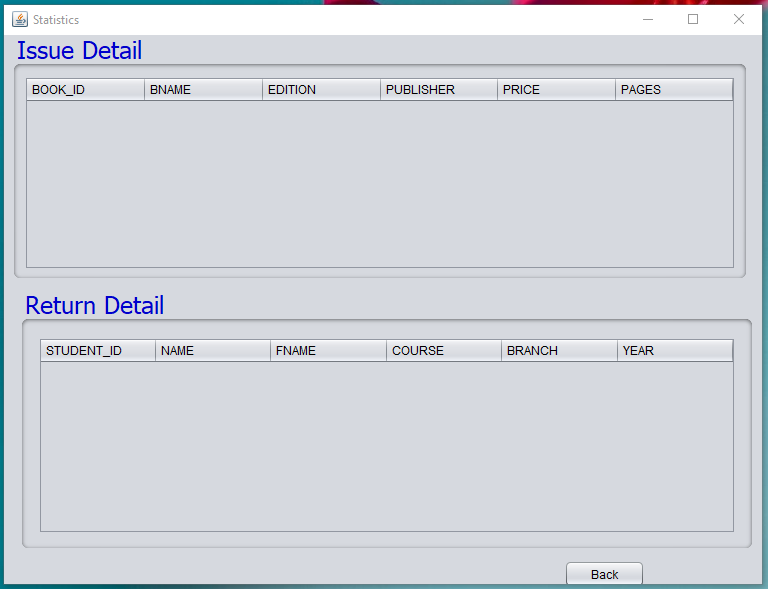 Statistics
Issue Detail
BOOK_ID BNAME EDITION PUBLISHER PRICE PAGES
Return Detail
STUDENT_ID NAME FNAME COURSE BRANCH YEAR
Back